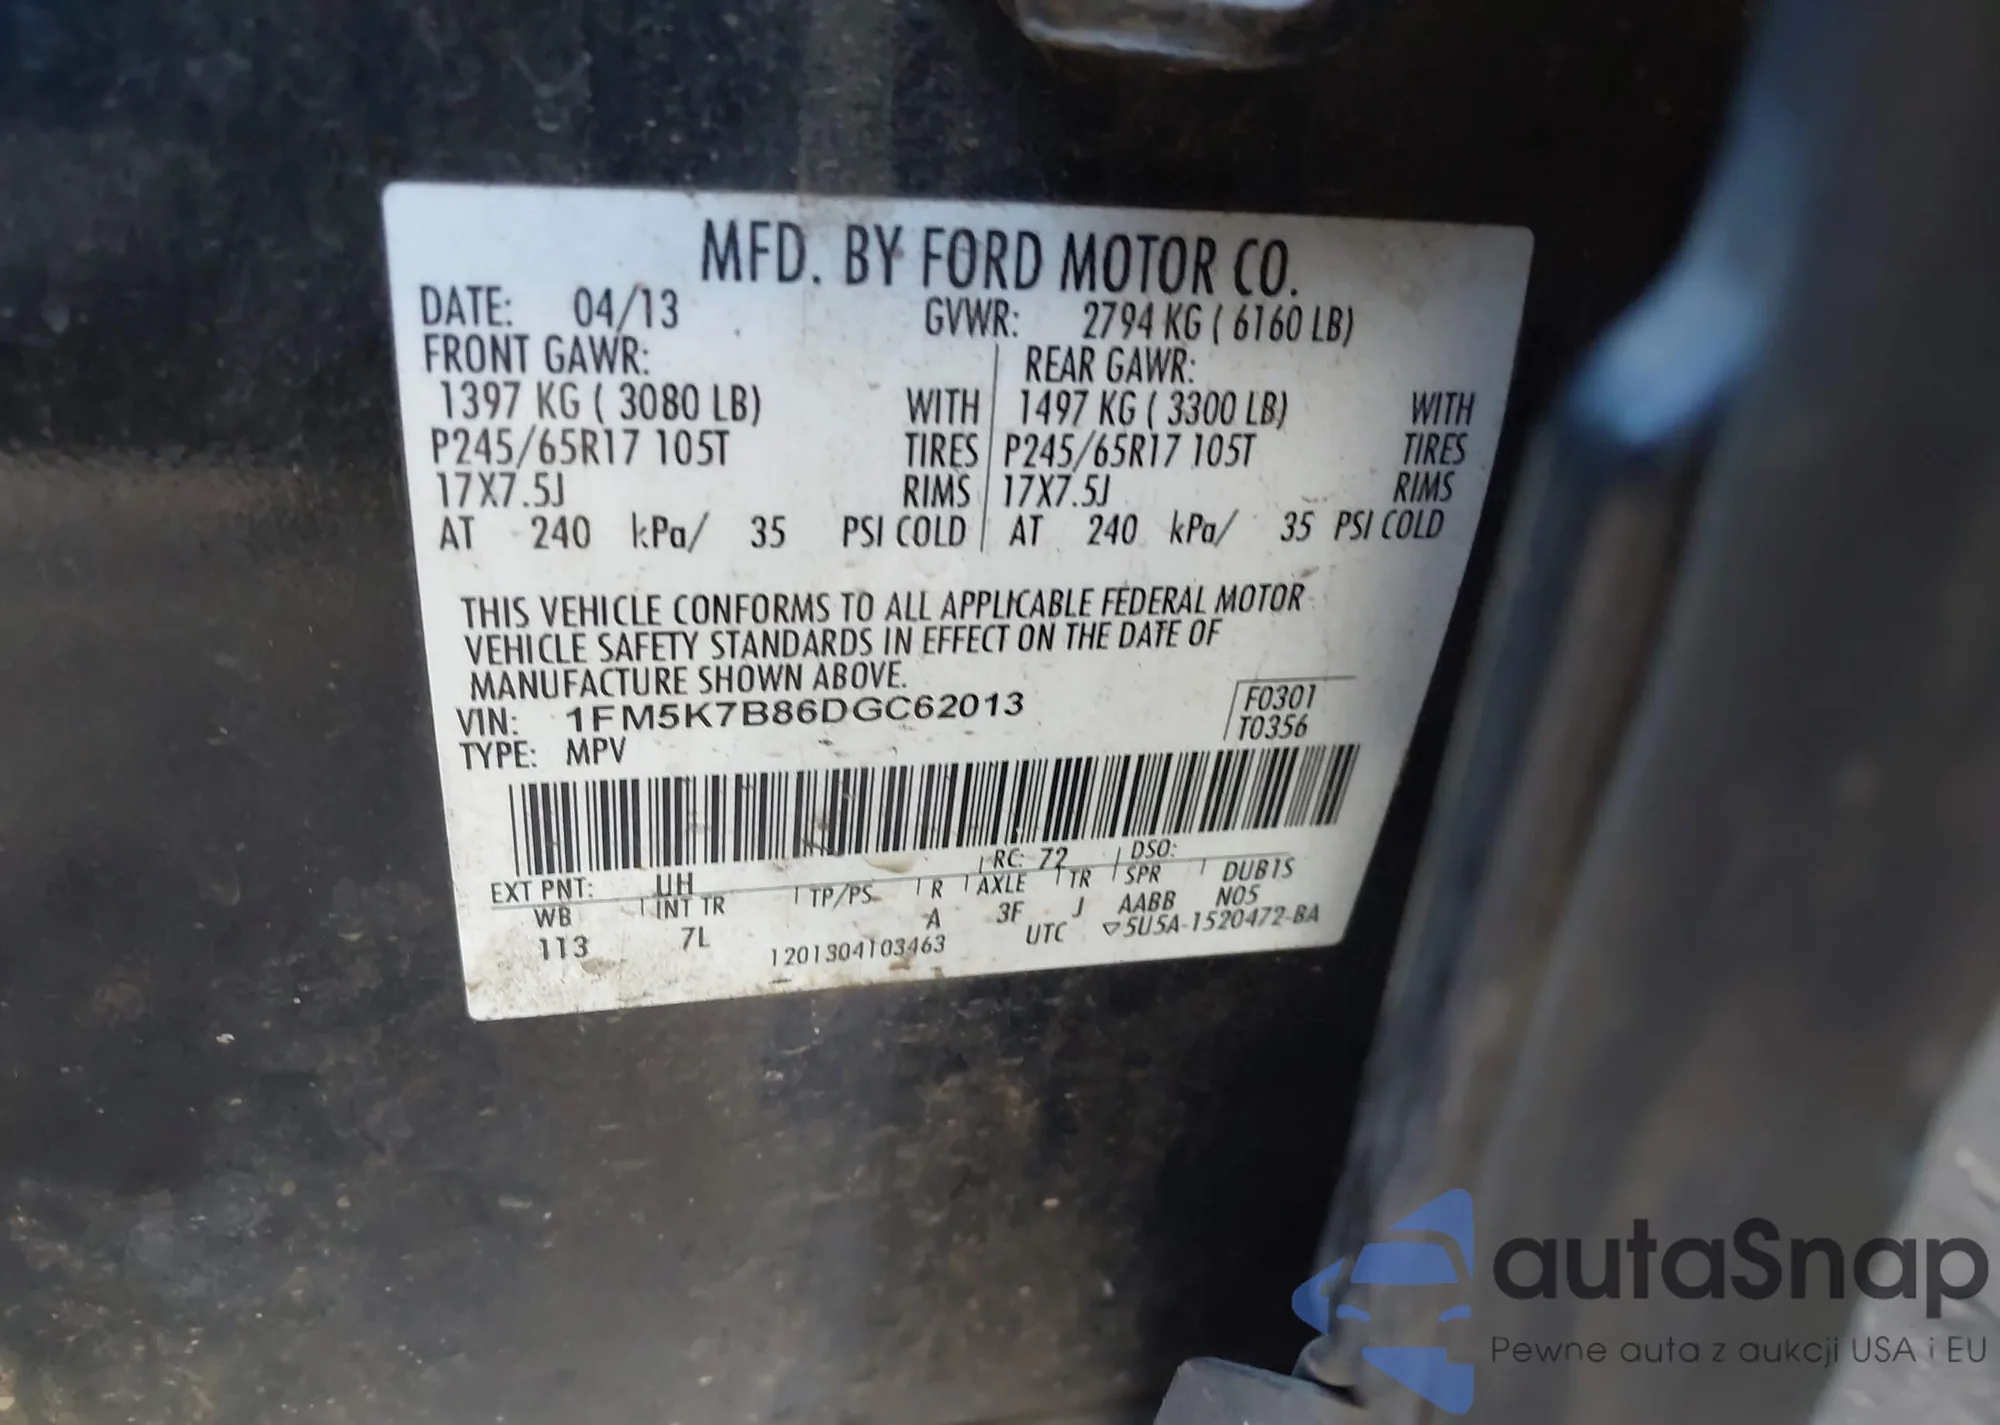 MFD. BY FORD MOTOR CO.
DATE: 04/13 GVWR: 2794 KG ( 6160 LB)
FRONT GAWR: REAR GAWR:
1397 KG ( 3080 LB) WITH 1497 KG ( 3300 LB) WITH
P245/65R17 105T TIRES P245/65R17 105T TIRES
17X7.5J RIMS 17X7.5J RIMS
AT 240 kPa/ 35 PSI COLD AT 240 kPa/ 35 PSI COLD
THIS VEHICLE CONFORMS TO ALL APPLICABLE FEDERAL MOTOR
VEHICLE SAFETY STANDARDS IN EFFECT ON THE DATE OF
MANUFACTURE SHOWN ABOVE.
VIN: 1FM5K7B86DGC62013 F0301
TYPE: MPV T0356
EXT PNT: UH RC: 72 DSO:
WB INT TR TP/PS R AXLE TR SPR DUB1S
113 7L A 3F J AABB N05
1201304103463 UTC ▽5U5A-1520472-BA
autaSnap
Pewne auta z aukcji USA i EU